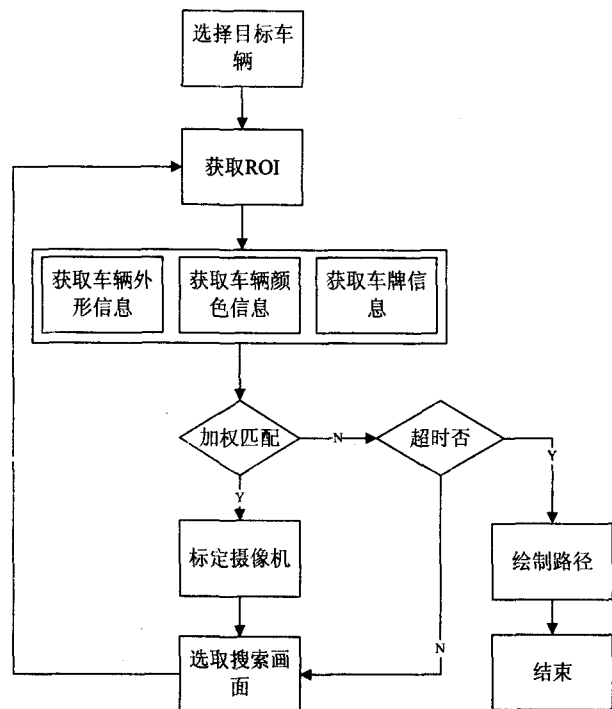 选择目标车
辆
获取ROI
获取车辆外
形信息
获取车辆颜
色信息
获取车牌信
息
加权匹配
N
超时否
Y
Y
标定摄像机
绘制路径
N
选取搜索画
面
结束